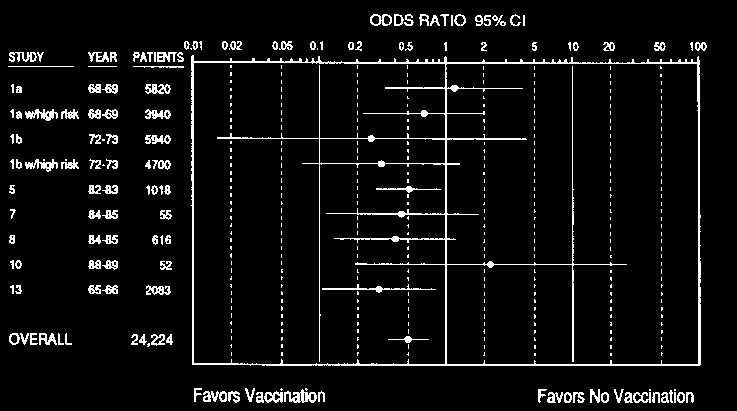 ODDS RATIO 95% CI
0.01 0.02 0.05 0.1 0.2 0.5 1 2 5 10 20 50 100
STUDY YEAR PATIENTS
1a 68-69 5820
1a w/high risk 68-69 3940
1b 72-73 5940
1b w/high risk 72-73 4700
5 82-83 1018
7 84-85 55
8 84-85 616
10 88-89 52
13 65-66 2083
OVERALL 24,224
Favors Vaccination Favors No Vaccination